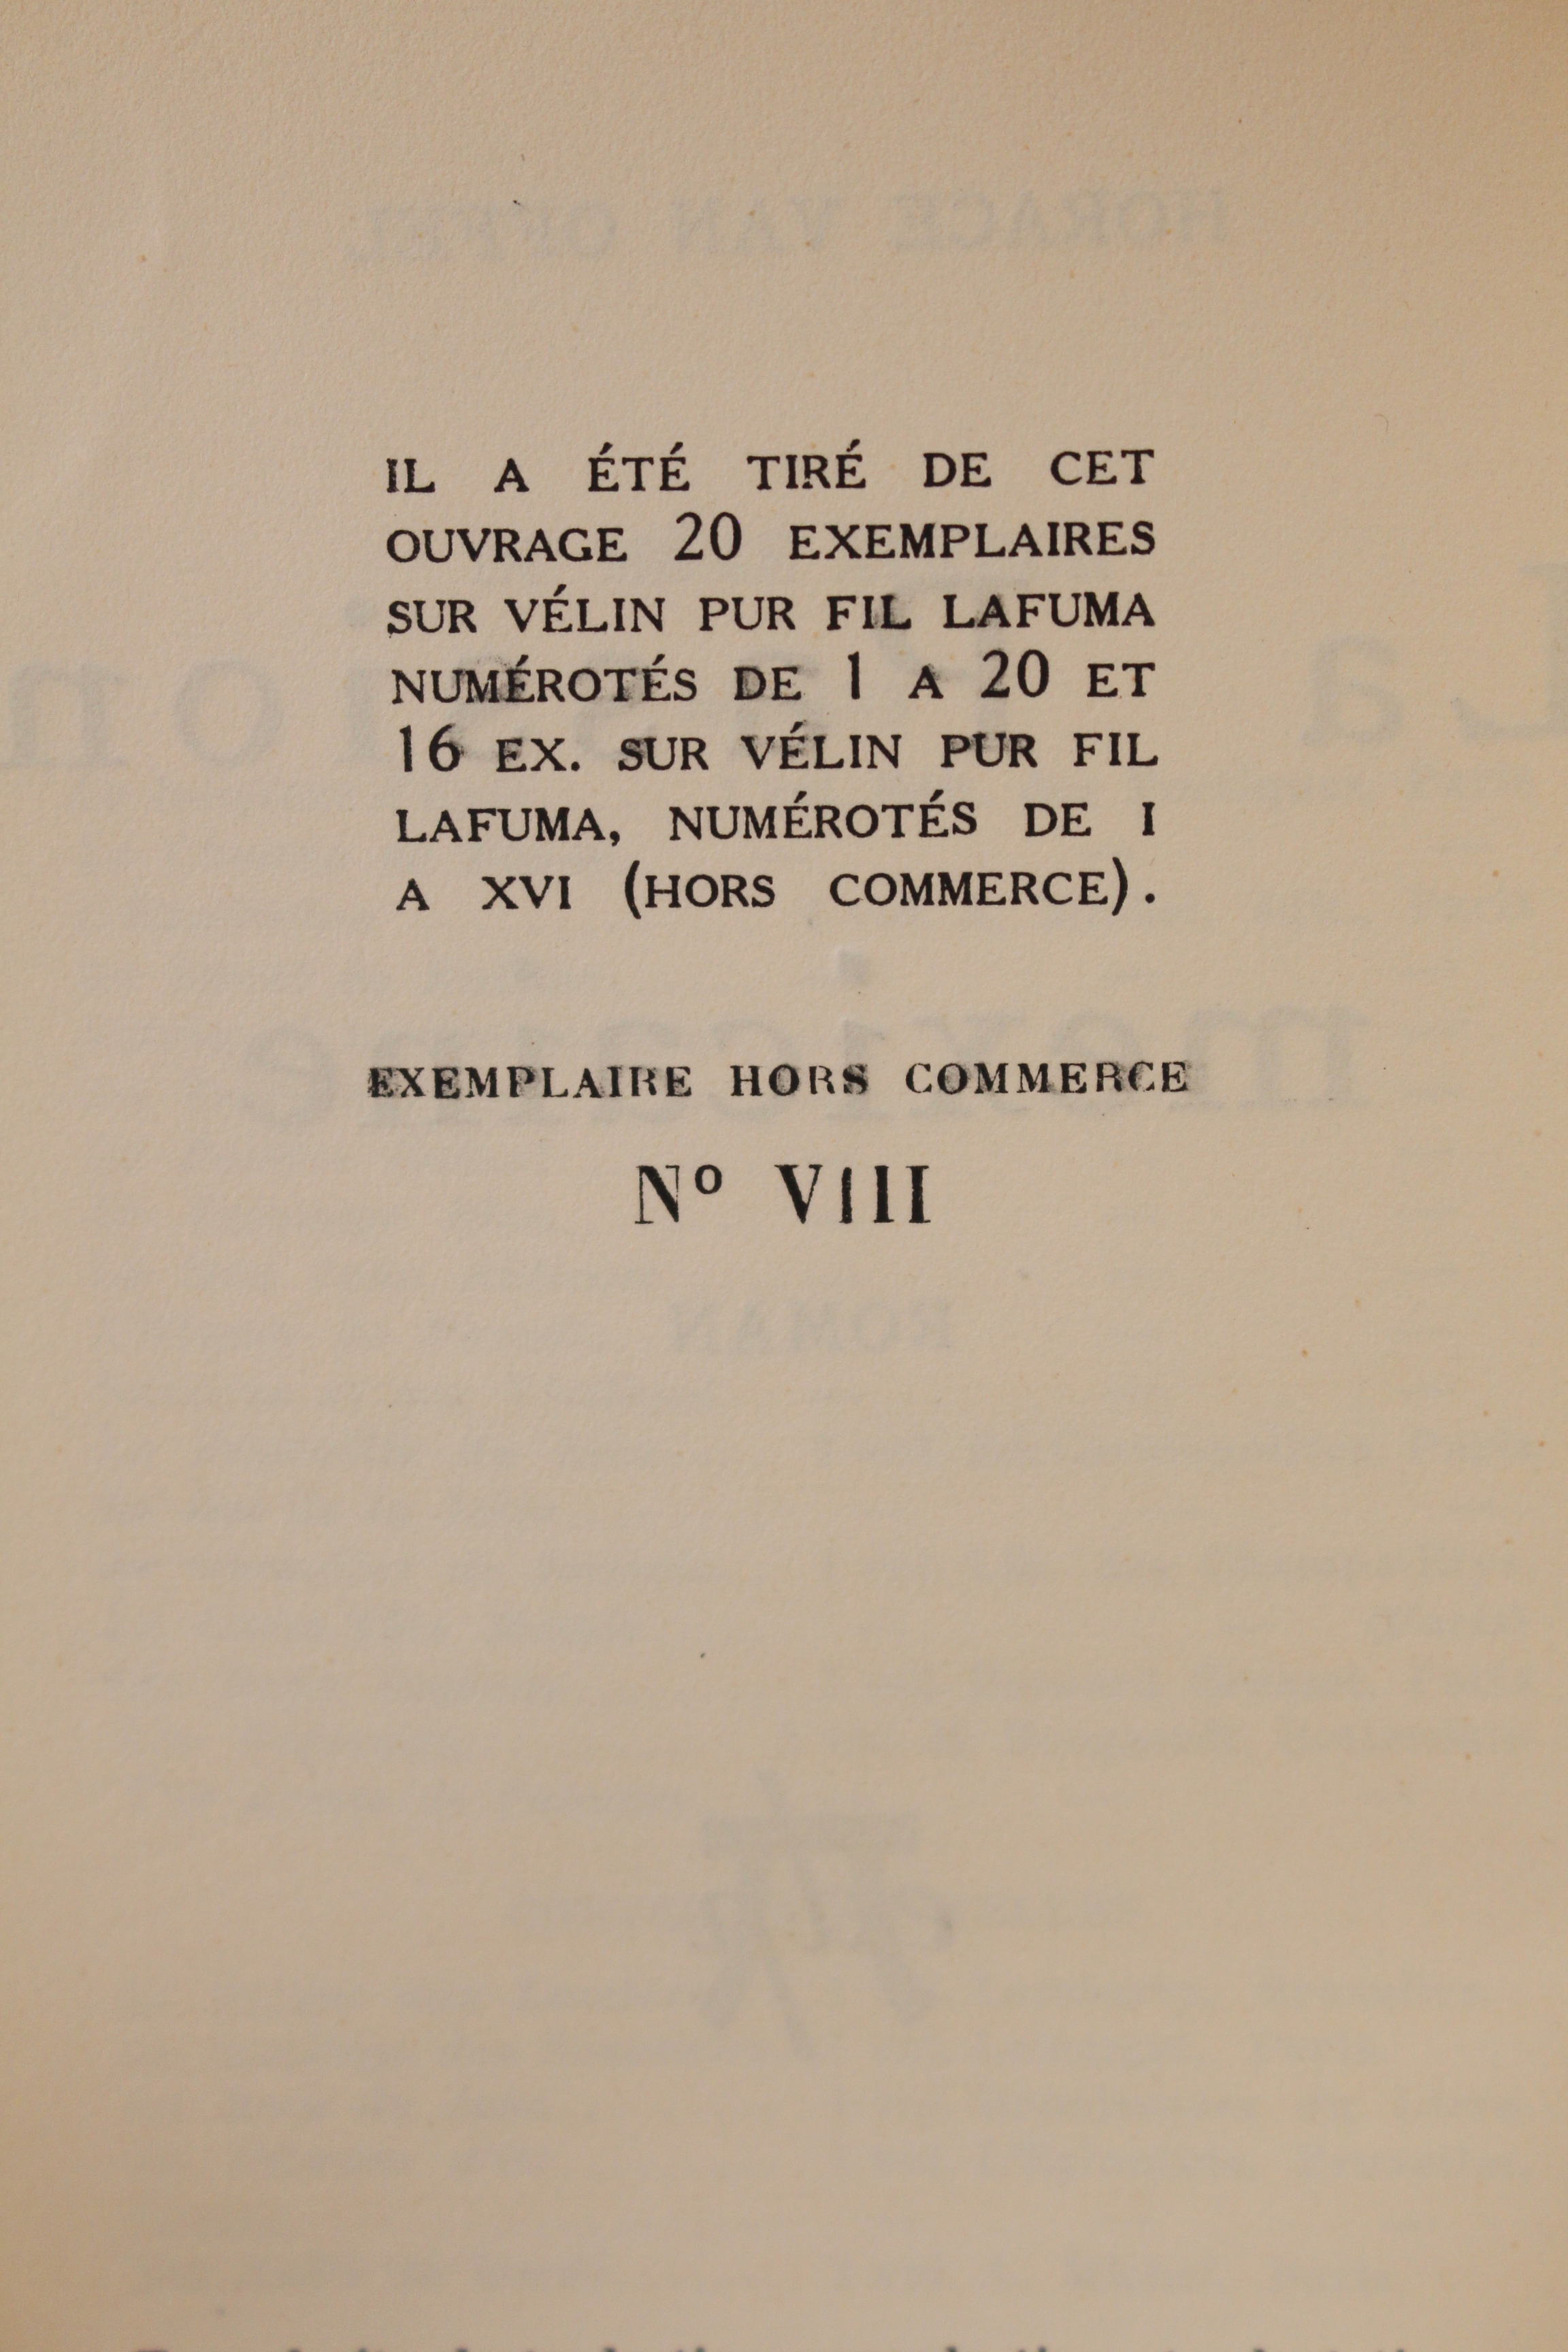 IL A ÉTÉ TIRÉ DE CET
OUVRAGE 20 EXEMPLAIRES
SUR VÉLIN PUR FIL LAFUMA
NUMÉROTÉS DE 1 A 20 ET
16 EX. SUR VÉLIN PUR FIL
LAFUMA, NUMÉROTÉS DE I
A XVI (HORS COMMERCE).
EXEMPLAIRE HORS COMMERCE
Nº VIII